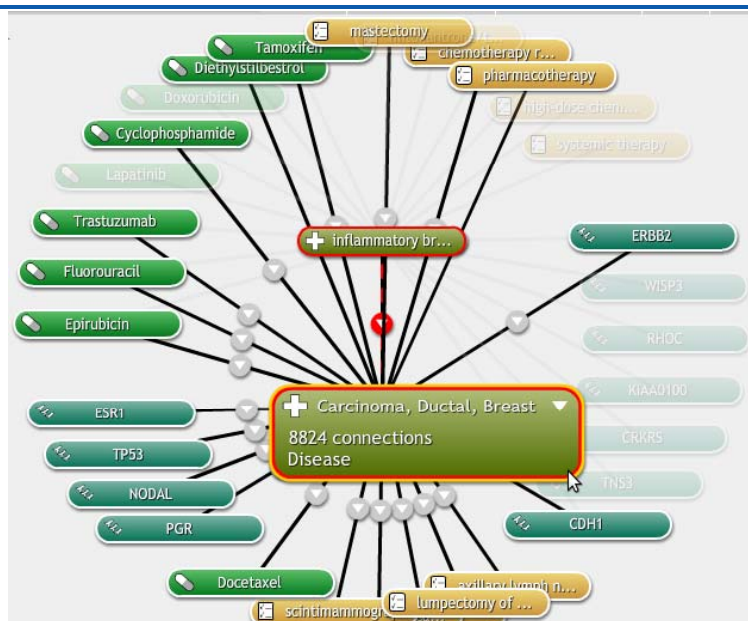 mastectomy
Tamoxifen
chemotherapy r...
Diethylstilbestrol
pharmacotherapy
Doxorubicin
high-dose chem...
Cyclophosphamide
systemic therapy
Lapatinib
Trastuzumab
ERBB2
inflammatory br...
Fluorouracil
WISP3
Epirubicin
RHOC
KIAA0100
Carcinoma, Ductal, Breast
ESR1
8824 connections
CRKRS
TP53
Disease
TNS3
NODAL
PGR
CDH1
Docetaxel
axillary lymph n...
lumpectomy of ...